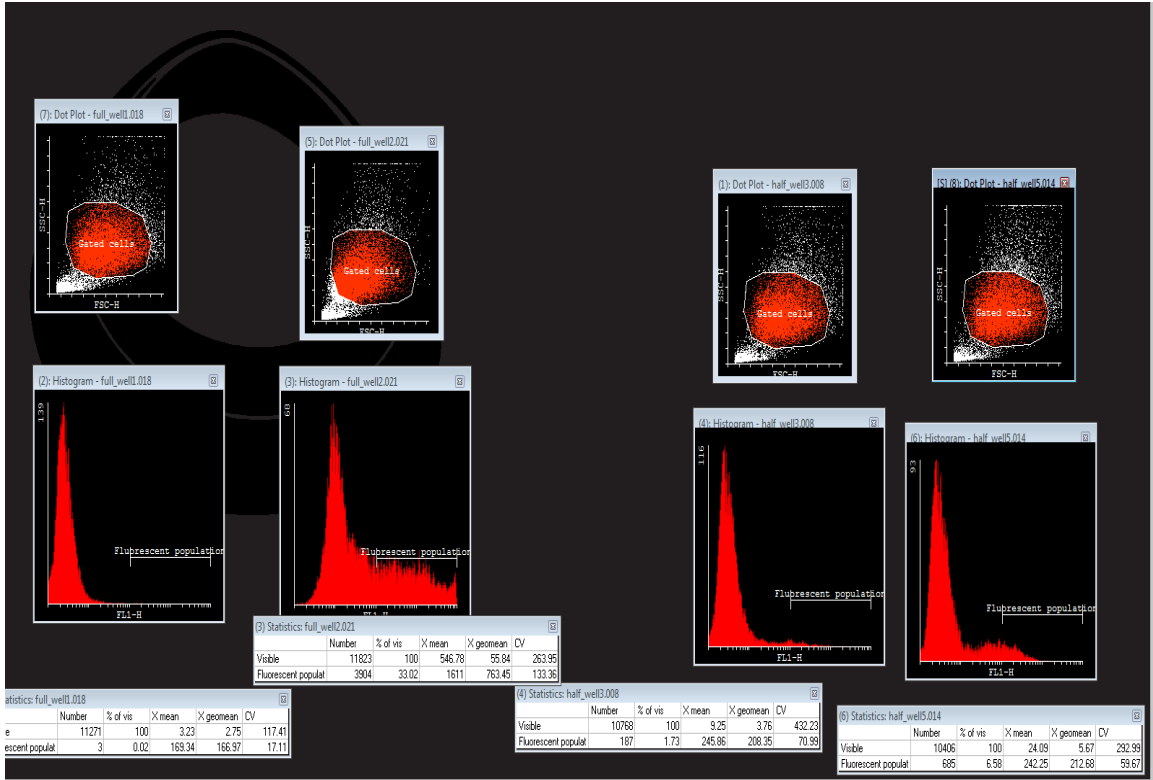 (7): Dot Plot - full_well1.018
SSC-H
Gated cells
FSC-H
(5): Dot Plot - full_well2.021
SSC-H
Gated cells
FSC-H
(1): Dot Plot - half_well3.008
SSC-H
Gated cells
FSC-H
[S] (8): Dot Plot - half_well5.014
SSC-H
Gated cells
FSC-H
(2): Histogram - full_well1.018
139
Fluorescent population
FL1-H
(3): Histogram - full_well2.021
68
Fluorescent population
FL1-H
(4): Histogram - half_well3.008
116
Fluorescent population
FL1-H
(6): Histogram - half_well5.014
93
Fluorescent population
FL1-H
(3) Statistics: full_well2.021
Number % of vis X mean X geomean CV
Visible 11823 100 546.78 55.84 263.95
Fluorescent populat 3904 33.02 1611 763.45 133.36
atistics: full_well1.018
Number % of vis X mean X geomean CV
e 11271 100 3.23 2.75 117.41
escent populat 3 0.02 169.34 166.97 17.11
(4) Statistics: half_well3.008
Number % of vis X mean X geomean CV
Visible 10768 100 9.25 3.76 432.23
Fluorescent populat 187 1.73 245.86 208.35 70.99
(6) Statistics: half_well5.014
Number % of vis X mean X geomean CV
Visible 10406 100 24.09 5.67 292.99
Fluorescent populat 685 6.58 242.25 212.68 59.67